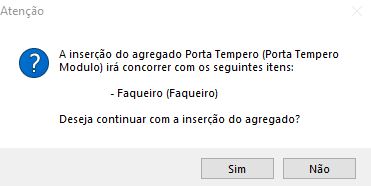 Atenção
A inserção do agregado Porta Tempero (Porta Tempero
Modulo) irá concorrer com os seguintes itens:
- Faqueiro (Faqueiro)
Deseja continuar com a inserção do agregado?
Sim
Não